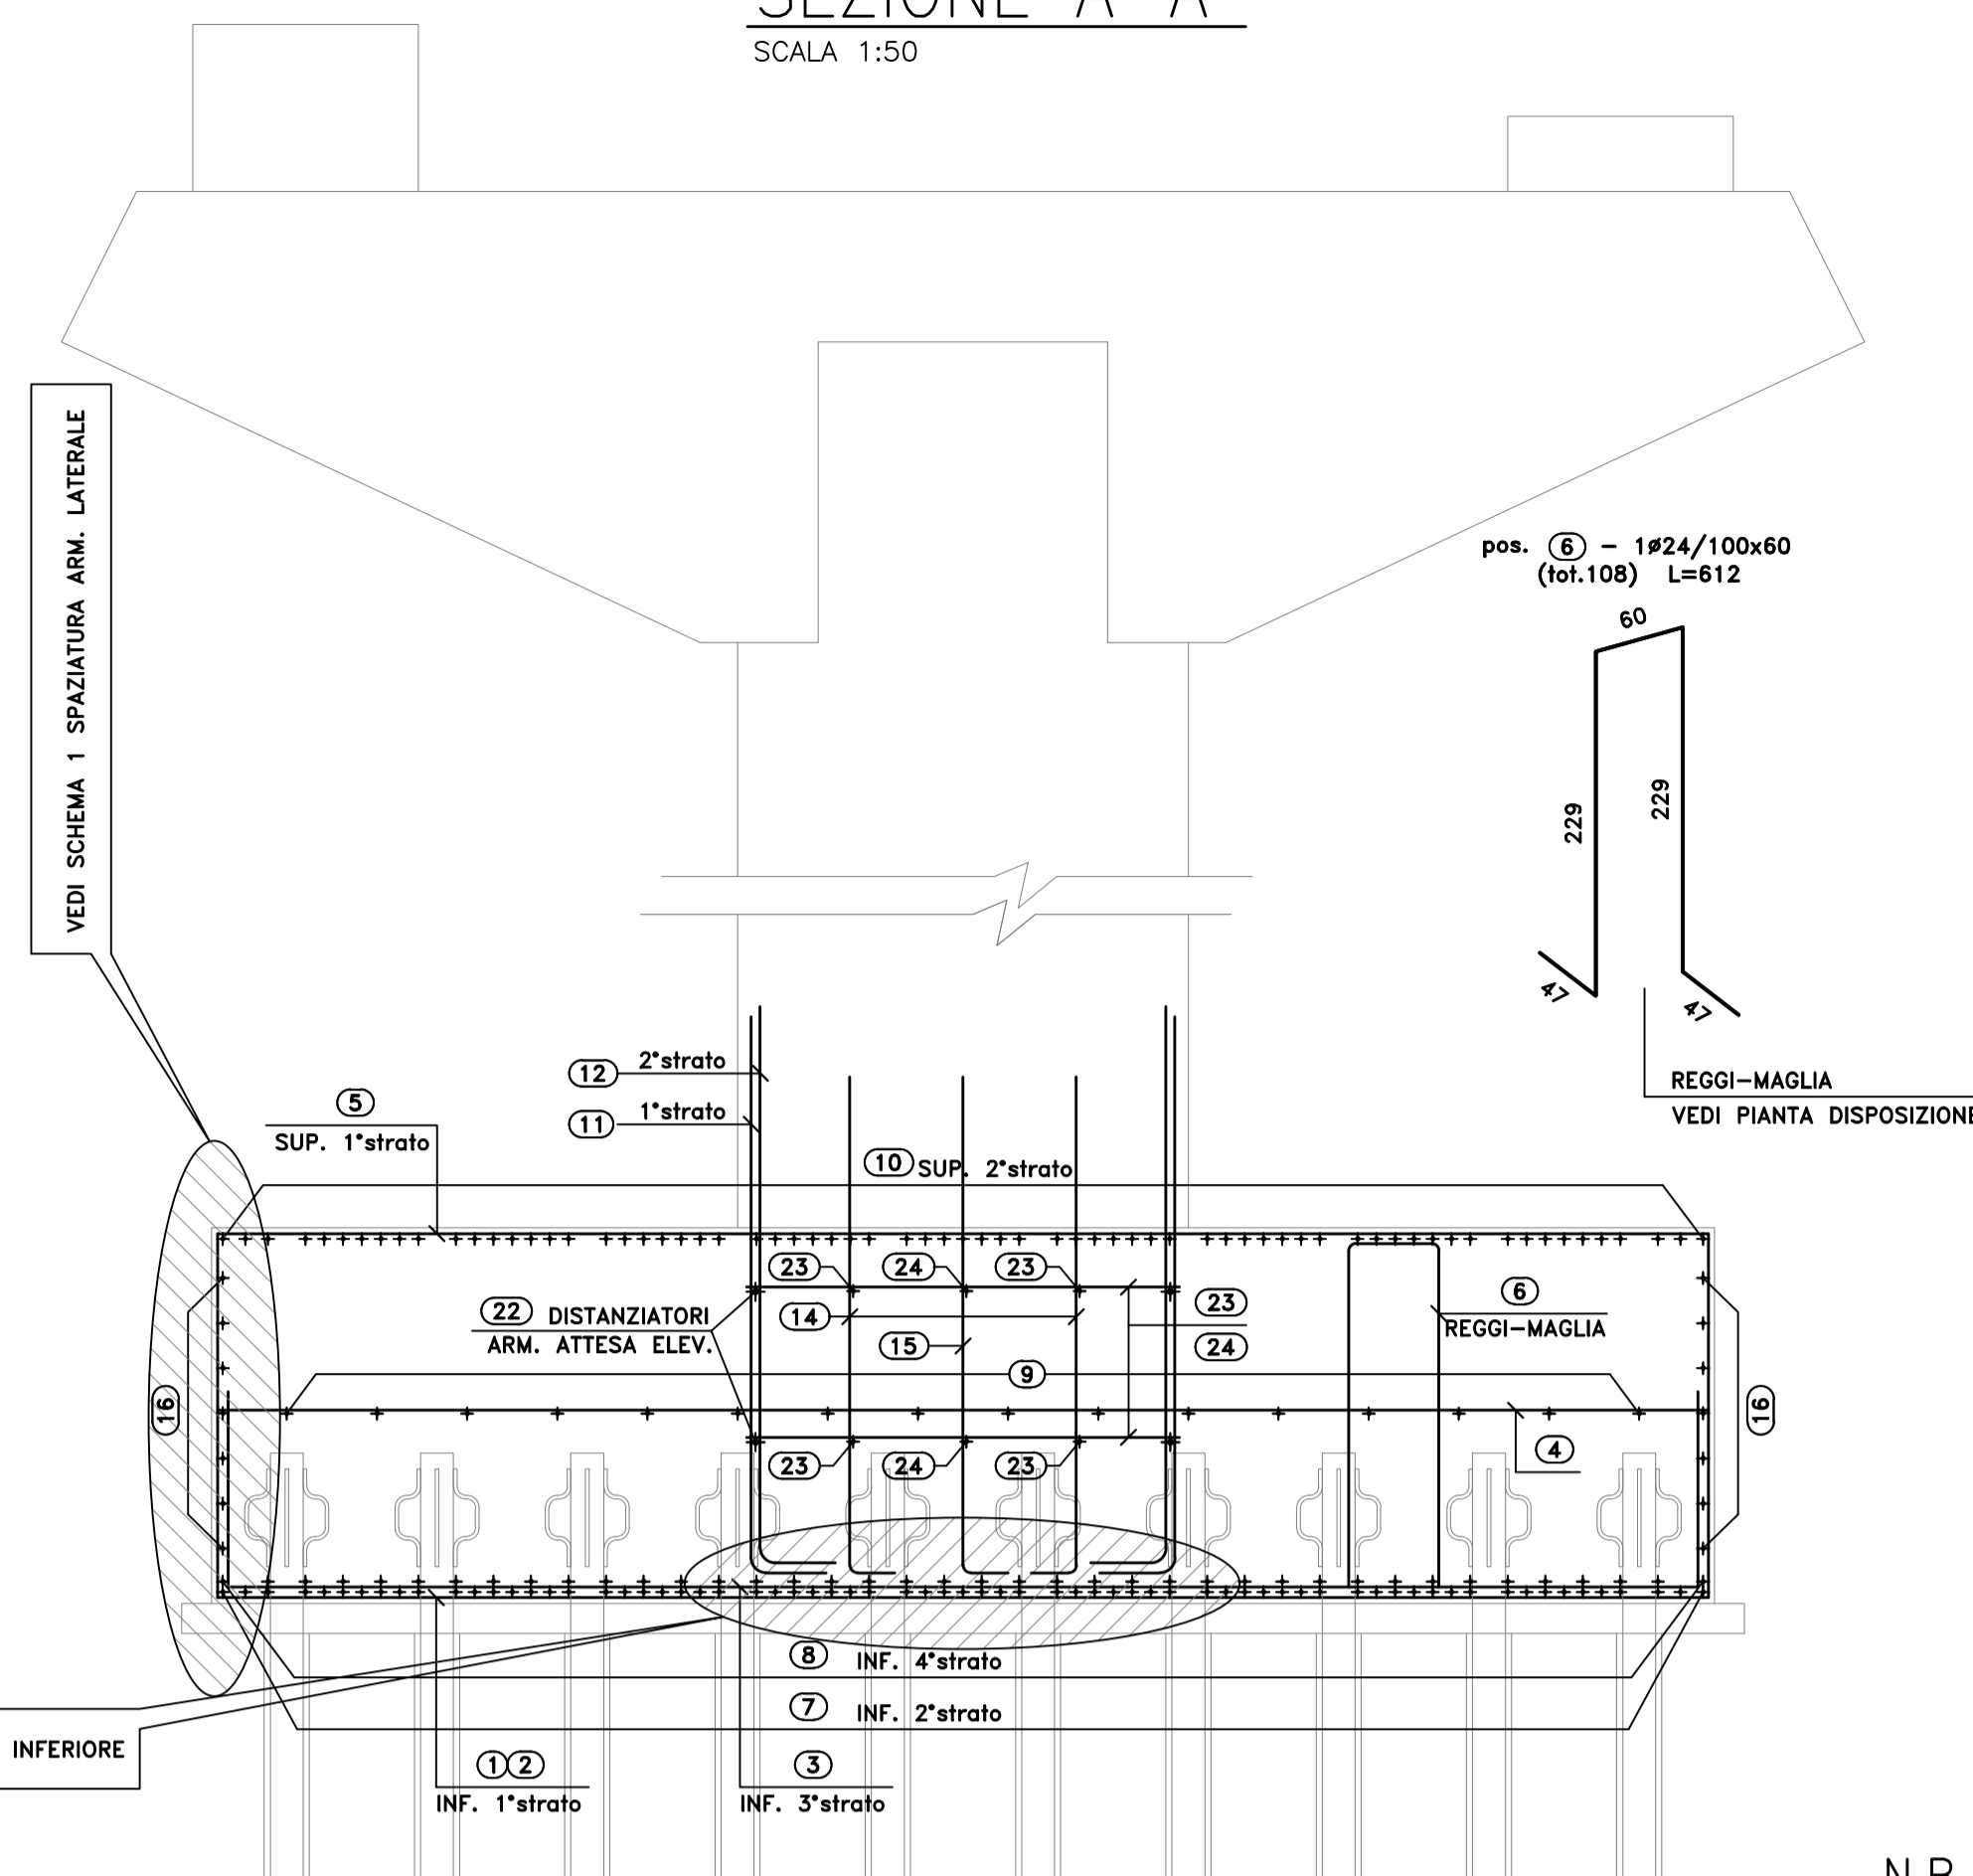 SEZIONE A-A
SCALA 1:50
VEDI SCHEMA 1 SPAZIATURA ARM. LATERALE
pos. 6 - 1ø24/100x60
(tot.108) L=612
60
229
229
47
47
REGGI-MAGLIA
VEDI PIANTA DISPOSIZIONE
12 2°strato
11 1°strato
5
SUP. 1°strato
10 SUP. 2°strato
23 24 23
22 DISTANZIATORI
ARM. ATTESA ELEV.
14
15
23
24
6
REGGI-MAGLIA
9
16
16
4
23 24 23
8 INF. 4°strato
7 INF. 2°strato
INFERIORE
1 2
INF. 1°strato
3
INF. 3°strato
N.B.